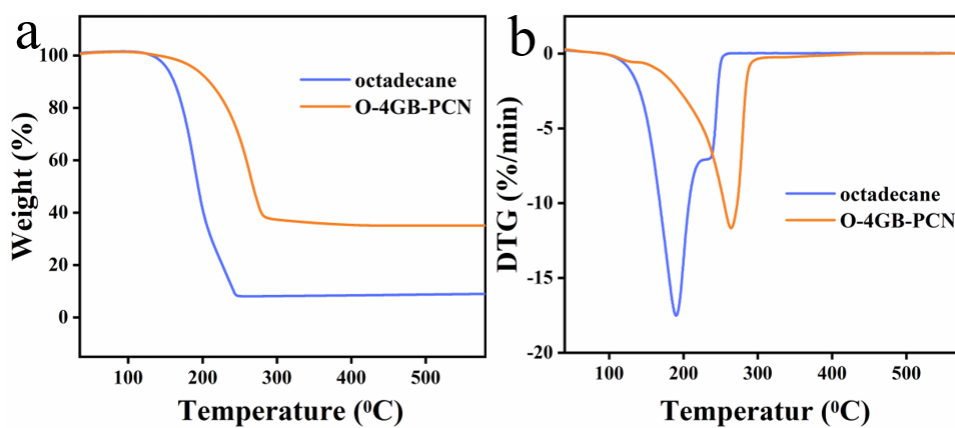 a
Weight (%)
100
80
60
40
20
0
octadecane
O-4GB-PCN
100
200
300
400
500
Temperature (⁰C)
b
DTG (%/min)
0
-5
-10
-15
-20
octadecane
O-4GB-PCN
100
200
300
400
500
Temperatur (⁰C)